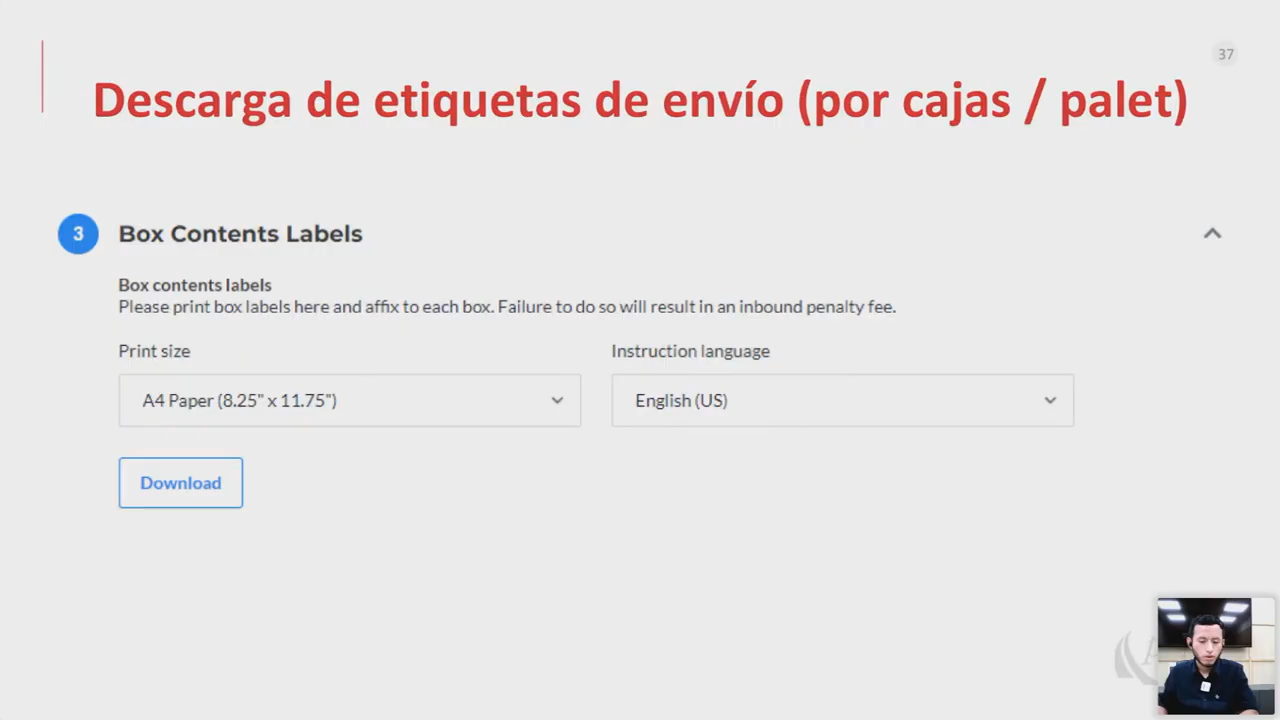 37
Descarga de etiquetas de envío (por cajas / palet)
3 Box Contents Labels
Box contents labels
Please print box labels here and affix to each box. Failure to do so will result in an inbound penalty fee.
Print size
Instruction language
A4 Paper (8.25" x 11.75")
English (US)
Download